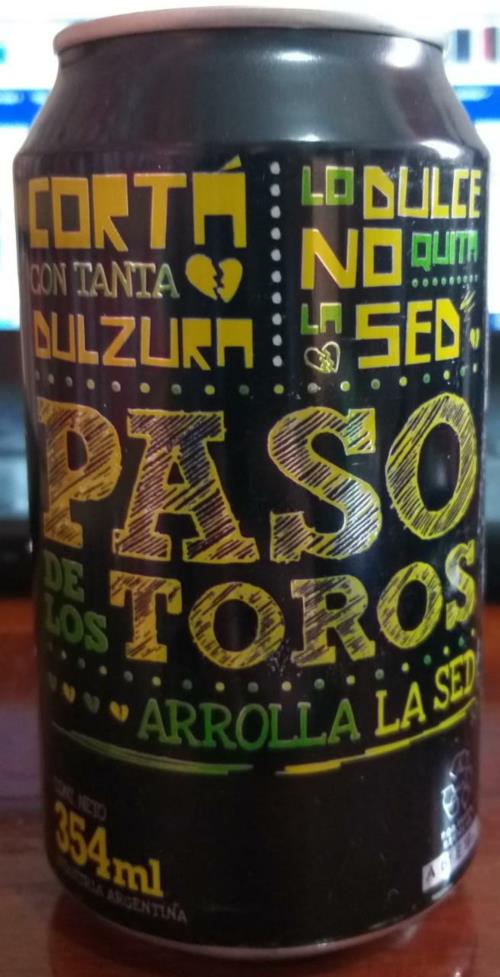 CORTÁ
CON TANTA
DULZURA
LO DULCE
NO QUITA
LA SED
PASO
DE LOS TOROS
ARROLLA LA SED
CONT. NETO
354ml
INDUSTRIA ARGENTINA